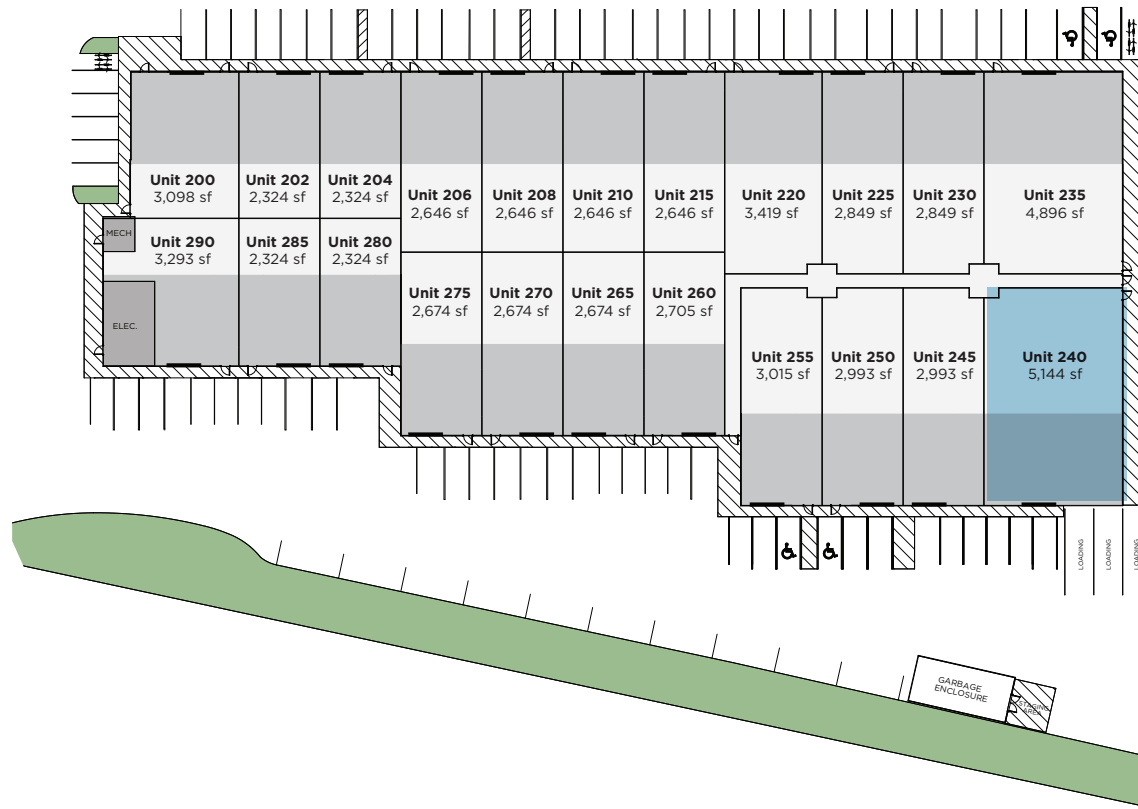 Unit 200
3,098 sf
Unit 202
2,324 sf
Unit 204
2,324 sf
Unit 206
2,646 sf
Unit 208
2,646 sf
Unit 210
2,646 sf
Unit 215
2,646 sf
Unit 220
3,419 sf
Unit 225
2,849 sf
Unit 230
2,849 sf
Unit 235
4,896 sf
MECH
Unit 290
3,293 sf
Unit 285
2,324 sf
Unit 280
2,324 sf
Unit 275
2,674 sf
Unit 270
2,674 sf
Unit 265
2,674 sf
Unit 260
2,705 sf
ELEC.
Unit 255
3,015 sf
Unit 250
2,993 sf
Unit 245
2,993 sf
Unit 240
5,144 sf
LOADING
LOADING
LOADING
GARBAGE
ENCLOSURE
STAGING
AREA